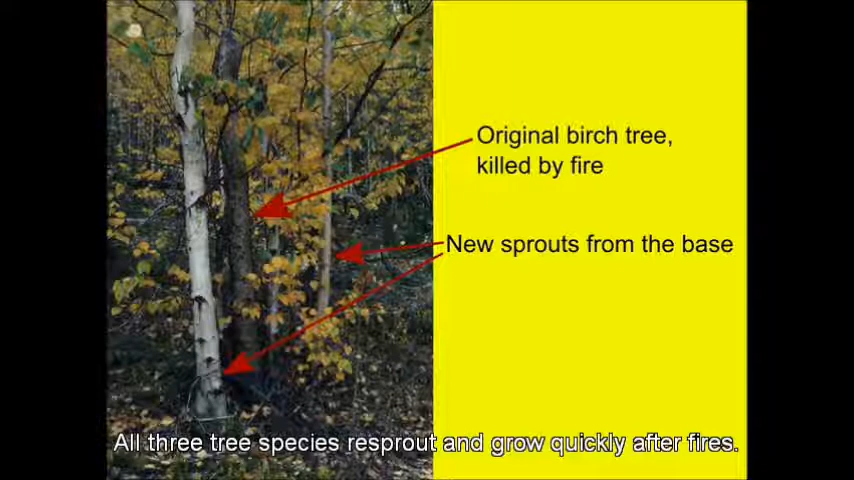 Original birch tree,
killed by fire
New sprouts from the base
All three tree species resprout and grow quickly after fires.